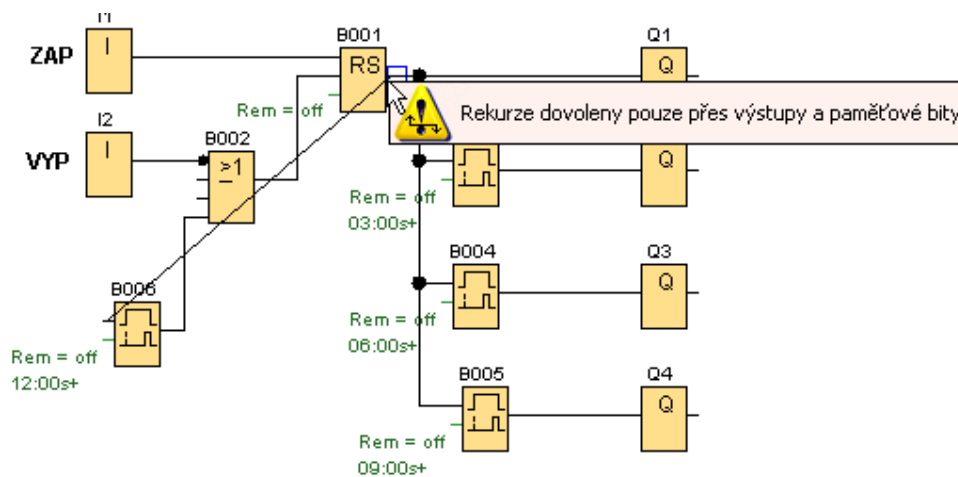 I1
B001
Q1
ZAP
I
RS
Q
Rem = off
Rekurze dovoleny pouze přes výstupy a paměťové bity
I2
B002
VYP
I
>1
Q
Rem = off
03:00s+
B004
Q3
Q
B006
Rem = off
06:00s+
Rem = off
12:00s+
B005
Q4
Q
Rem = off
09:00s+